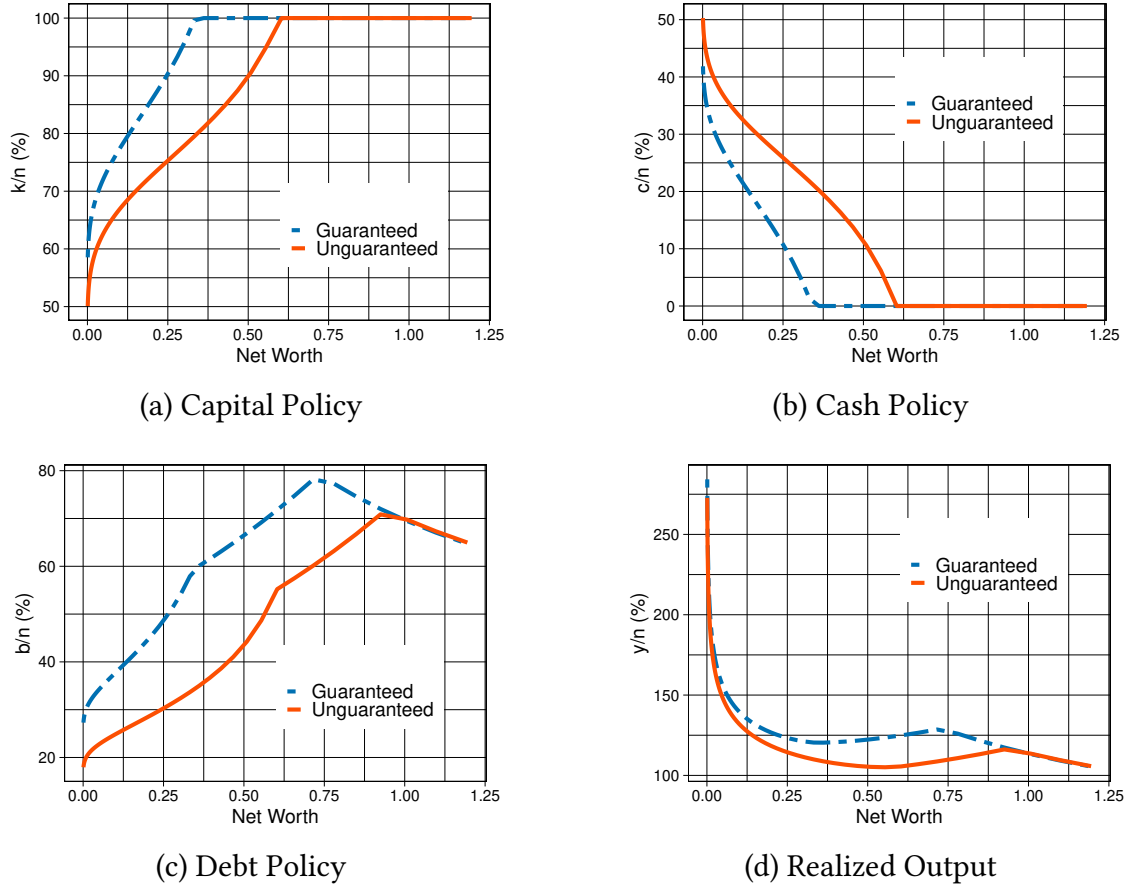 k/n (%)
100
90
80
70
60
50
Guaranteed
Unguaranteed
0.00 0.25 0.50 0.75 1.00 1.25
Net Worth
(a) Capital Policy
c/n (%)
50
40
30
20
10
0
Guaranteed
Unguaranteed
0.00 0.25 0.50 0.75 1.00 1.25
Net Worth
(b) Cash Policy
b/n (%)
80
60
40
20
Guaranteed
Unguaranteed
0.00 0.25 0.50 0.75 1.00 1.25
Net Worth
(c) Debt Policy
y/n (%)
250
200
150
100
Guaranteed
Unguaranteed
0.00 0.25 0.50 0.75 1.00 1.25
Net Worth
(d) Realized Output